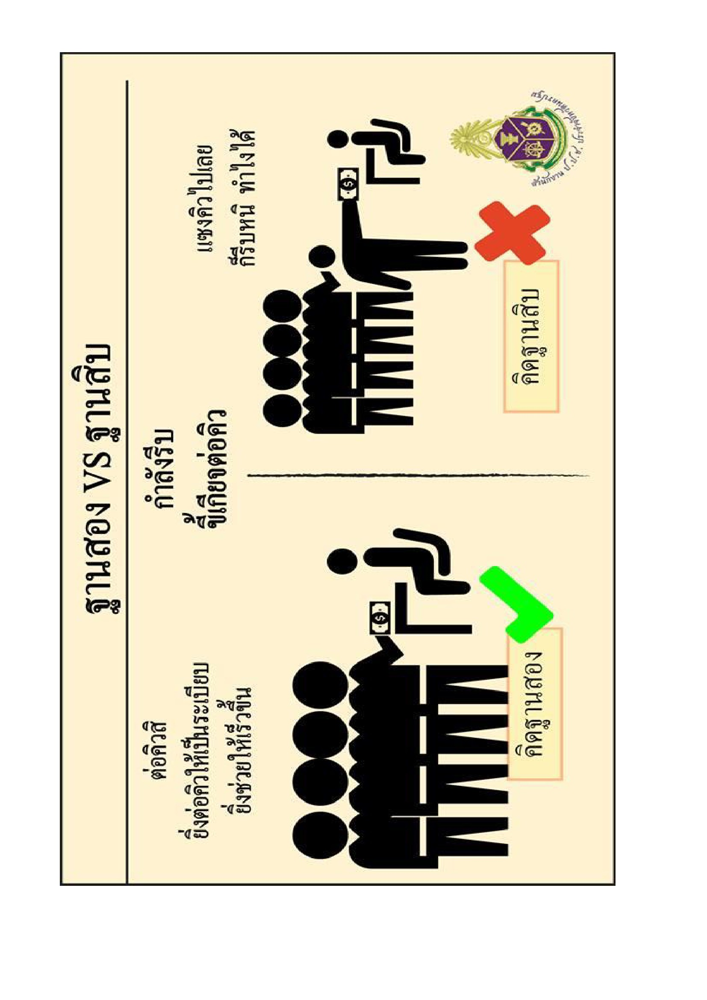 ฐานสอง VS ฐานสิบ
กำลังรีบ
ขี้เกียจต่อคิว
ต่อคิวสิ
ยิ่งต่อคิวให้เป็นระเบียบ
ยิ่งช่วยให้เร็วขึ้น
คิดฐานสอง
แซงคิวไปเลย
ก็รีบหนิ ทำไงได้
คิดฐานสิบ
$
$
สำนักงาน ป.ป.ช.